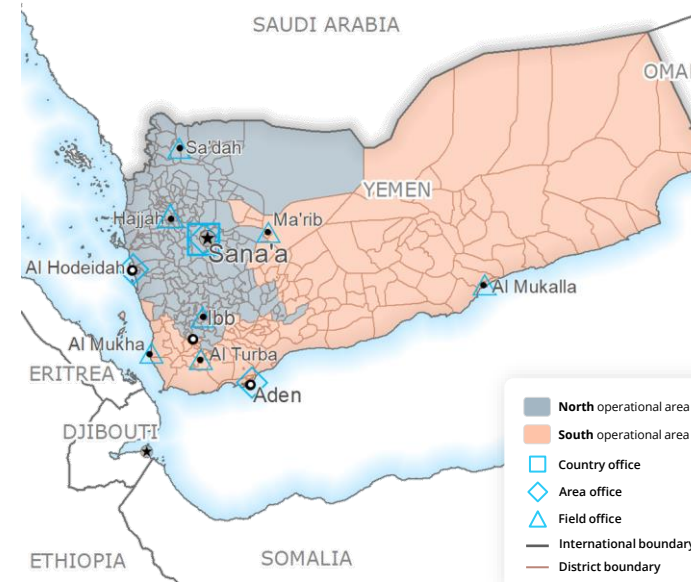 SAUDI ARABIA
OMA
Sa'dah
YEMEN
Hajjah
Ma'rib
Sana'a
Al Hodeidah
Al Mukalla
Ibb
Al Mukha
Al Turba
ERITREA
Aden
DJIBOUTI
ETHIOPIA
SOMALIA
North operational area
South operational area
Country office
Area office
Field office
International boundary
District boundary